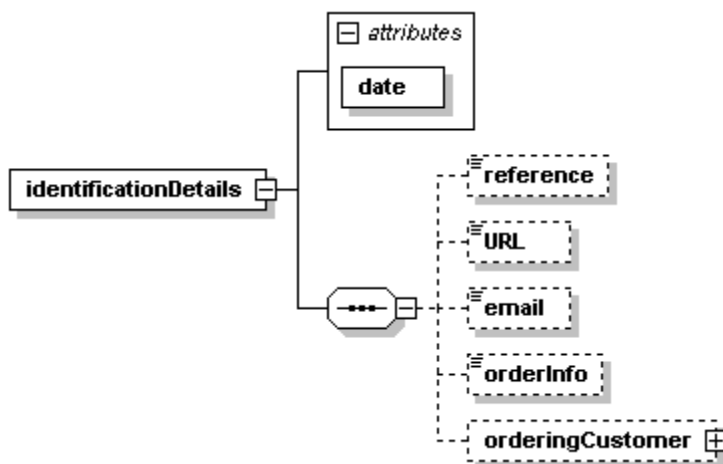 attributes
date
identificationDetails
reference
URL
email
orderInfo
orderingCustomer